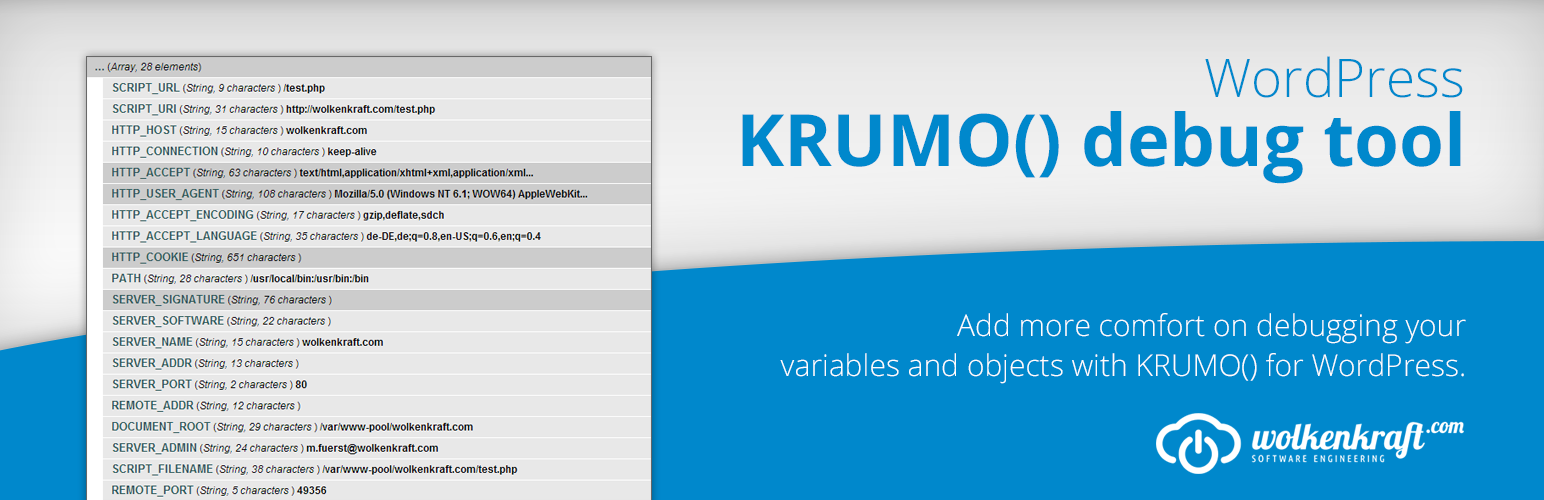 ... (Array, 28 elements)
SCRIPT_URL (String, 9 characters ) /test.php
SCRIPT_URI (String, 31 characters ) http://wolkenkraft.com/test.php
HTTP_HOST (String, 15 characters ) wolkenkraft.com
HTTP_CONNECTION (String, 10 characters ) keep-alive
HTTP_ACCEPT (String, 63 characters ) text/html,application/xhtml+xml,application/xml...
HTTP_USER_AGENT (String, 108 characters ) Mozilla/5.0 (Windows NT 6.1; WOW64) AppleWebKit...
HTTP_ACCEPT_ENCODING (String, 17 characters ) gzip,deflate,sdch
HTTP_ACCEPT_LANGUAGE (String, 35 characters ) de-DE,de;q=0.8,en-US;q=0.6,en;q=0.4
HTTP_COOKIE (String, 651 characters )
PATH (String, 28 characters ) /usr/local/bin:/usr/bin:/bin
SERVER_SIGNATURE (String, 76 characters )
SERVER_SOFTWARE (String, 22 characters )
SERVER_NAME (String, 15 characters ) wolkenkraft.com
SERVER_ADDR (String, 13 characters )
SERVER_PORT (String, 2 characters ) 80
REMOTE_ADDR (String, 12 characters )
DOCUMENT_ROOT (String, 29 characters ) /var/www-pool/wolkenkraft.com
SERVER_ADMIN (String, 24 characters ) m.fuerst@wolkenkraft.com
SCRIPT_FILENAME (String, 38 characters ) /var/www-pool/wolkenkraft.com/test.php
REMOTE_PORT (String, 5 characters ) 49356
WordPress
KRUMO() debug tool
Add more comfort on debugging your
variables and objects with KRUMO() for WordPress.
wolkenkraft.com
SOFTWARE ENGINEERING